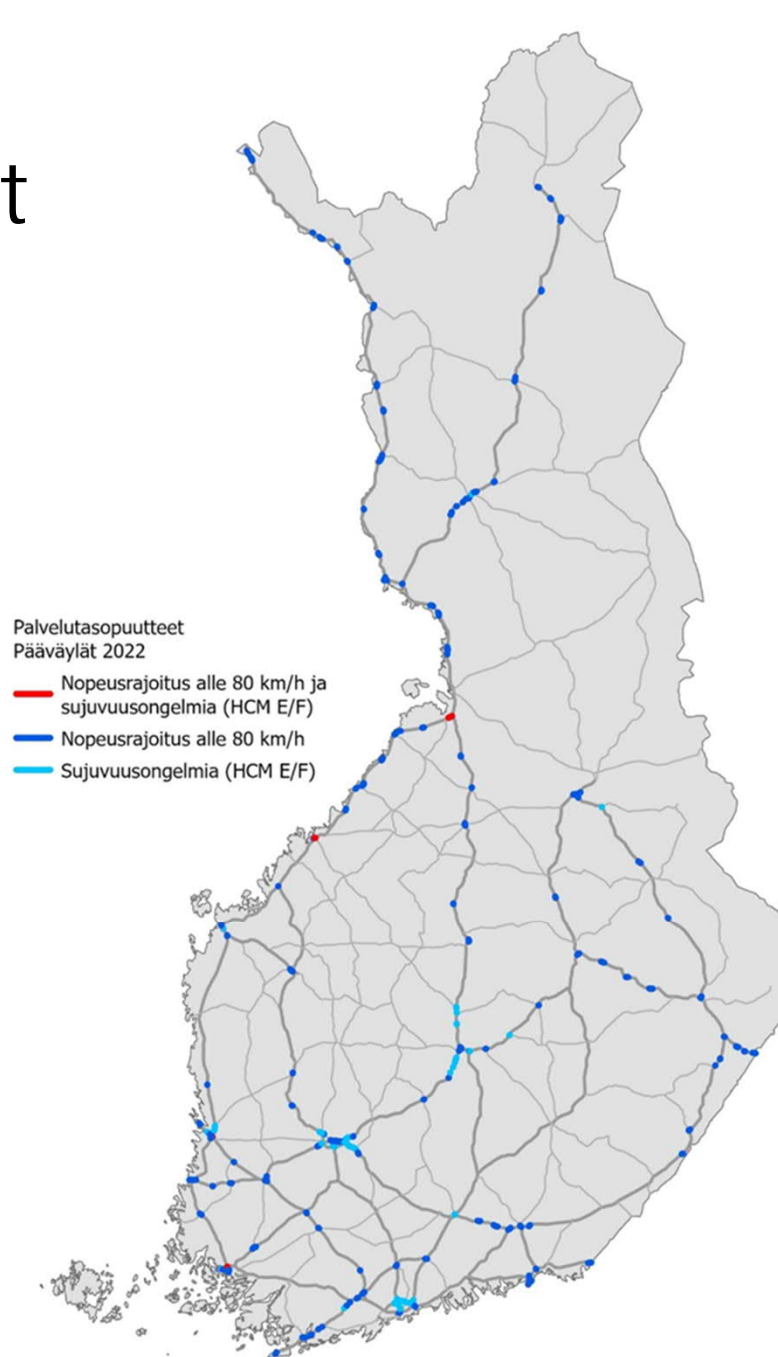 t
Palvelutasopuutteet
Pääväylät 2022
Nopeusrajoitus alle 80 km/h ja
sujuvuusongelmia (HCM E/F)
Nopeusrajoitus alle 80 km/h
Sujuvuusongelmia (HCM E/F)